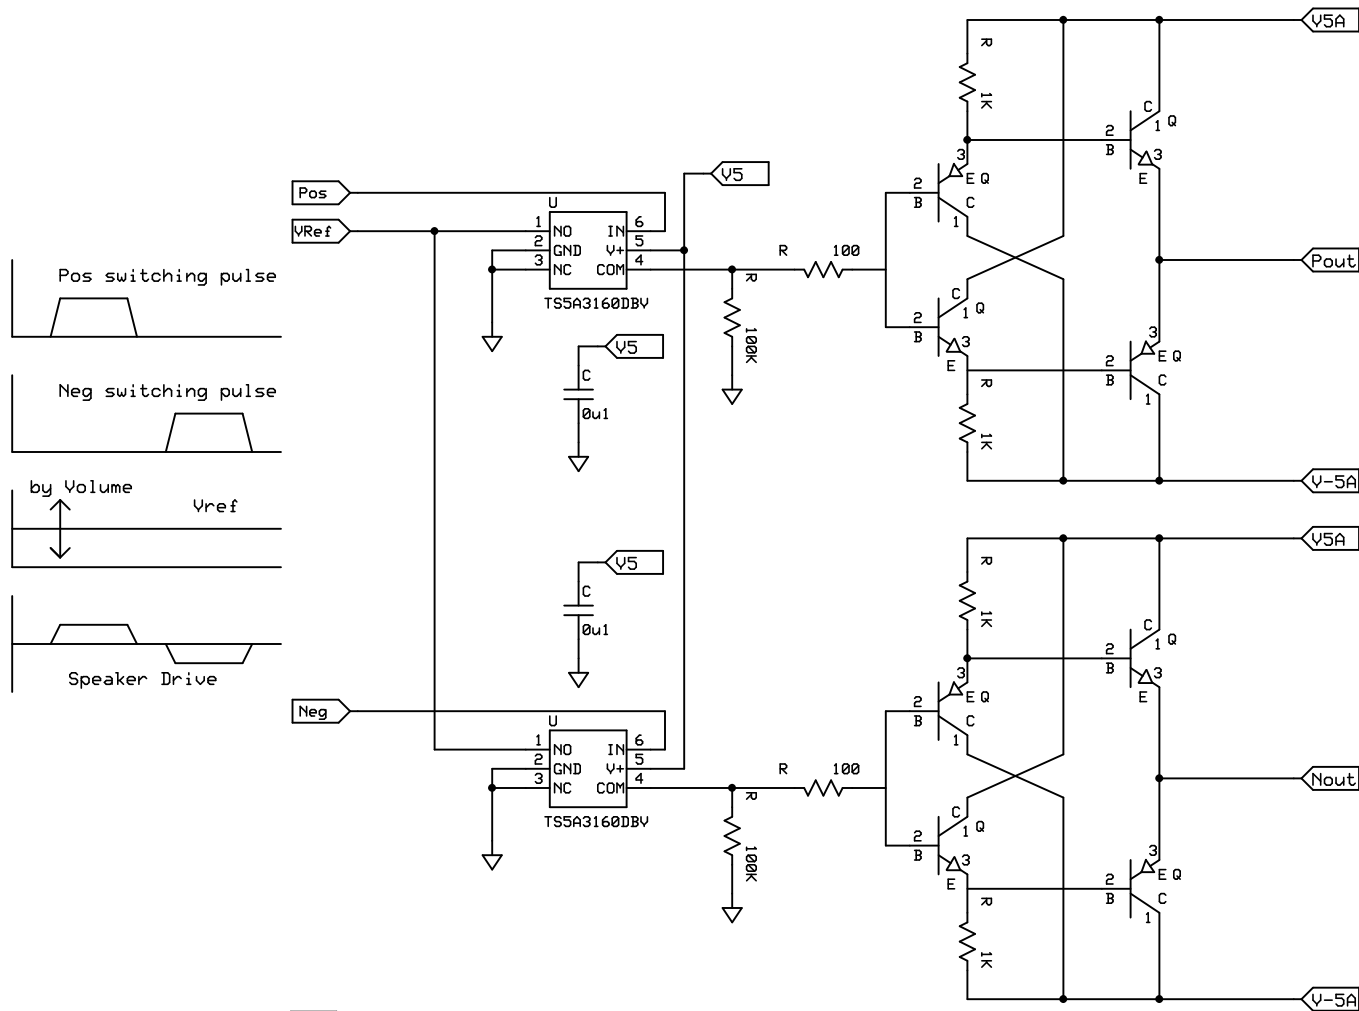 V5A
R
1K
C
1 Q
2
B
3
E
3
E Q
2
B
C
1
V5
Pos
U
VRef
1 NO IN 6
2 GND V+ 5
3 NC COM 4
TS5A3160DBV
R 100
R
100K
Pout
Pos switching pulse
C
1 Q
2
B
3
E
3
E Q
2
B
C
1
R
1K
V5
C
0u1
Neg switching pulse
V-5A
by Volume
Vref
V5A
R
1K
V5
C
0u1
C
1 Q
2
B
3
E
Speaker Drive
3
E Q
2
B
C
1
Neg
U
1 NO IN 6
2 GND V+ 5
3 NC COM 4
TS5A3160DBV
R 100
R
100K
Nout
C
1 Q
2
B
3
E
3
E Q
2
B
C
1
R
1K
V-5A